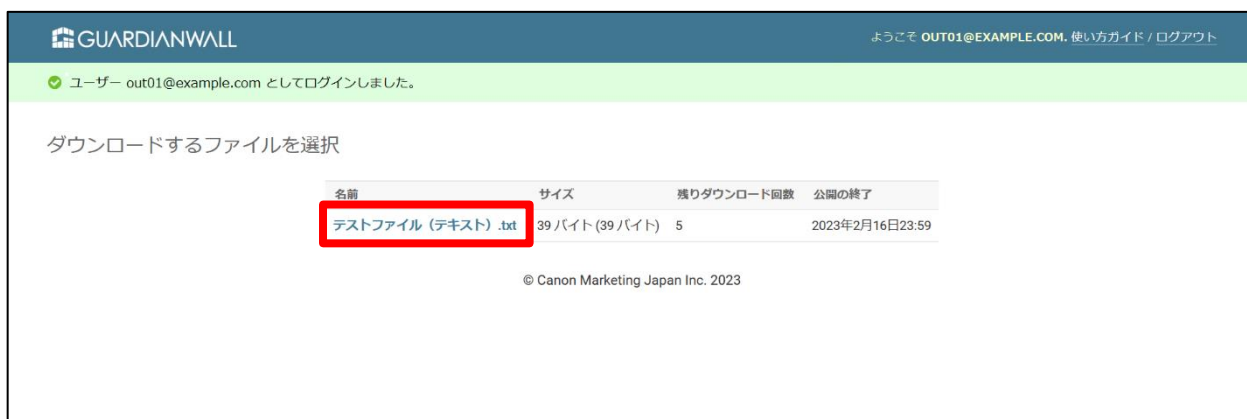 GUARDIANWALL
ようこそ OUT01@EXAMPLE.COM. 使い方ガイド / ログアウト
ユーザー out01@example.com としてログインしました。
ダウンロードするファイルを選択
名前 サイズ 残りダウンロード回数 公開の終了
テストファイル（テキスト）.txt 39 バイト (39 バイト) 5 2023年2月16日23:59
© Canon Marketing Japan Inc. 2023